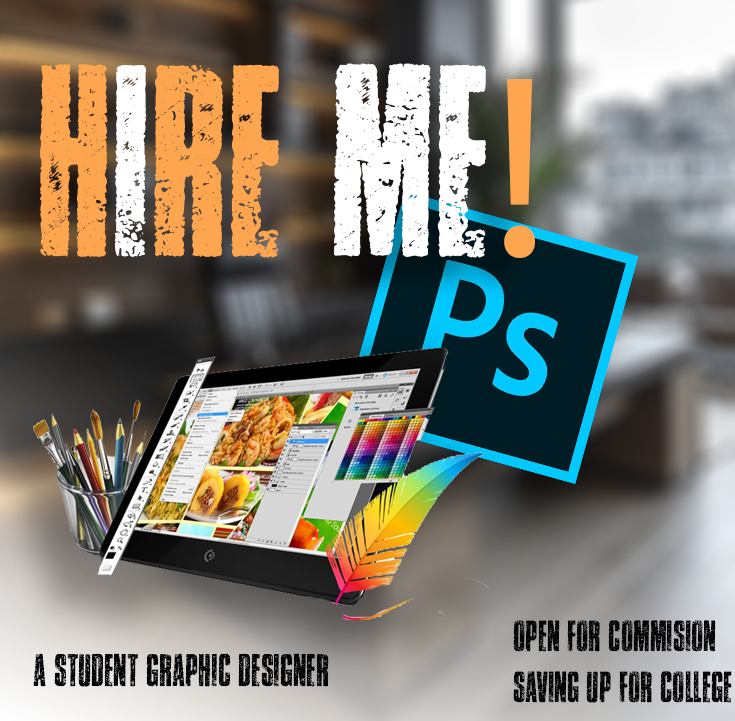 HIRE ME!
Ps
A STUDENT GRAPHIC DESIGNER
OPEN FOR COMMISION
SAVING UP FOR COLLEGE